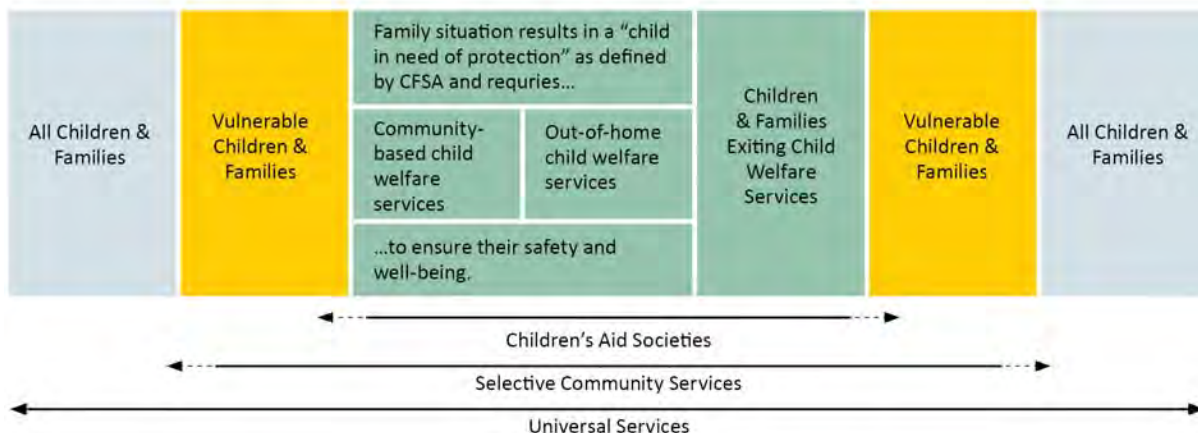 All Children &
Families
Vulnerable
Children &
Families
Family situation results in a “child
in need of protection” as defined
by CFSA and requries…
Community-
based child
welfare
services
Out-of-home
child welfare
services
…to ensure their safety and
well-being.
Children
& Families
Exiting Child
Welfare
Services
Vulnerable
Children &
Families
All Children &
Families
Children’s Aid Societies
Selective Community Services
Universal Services